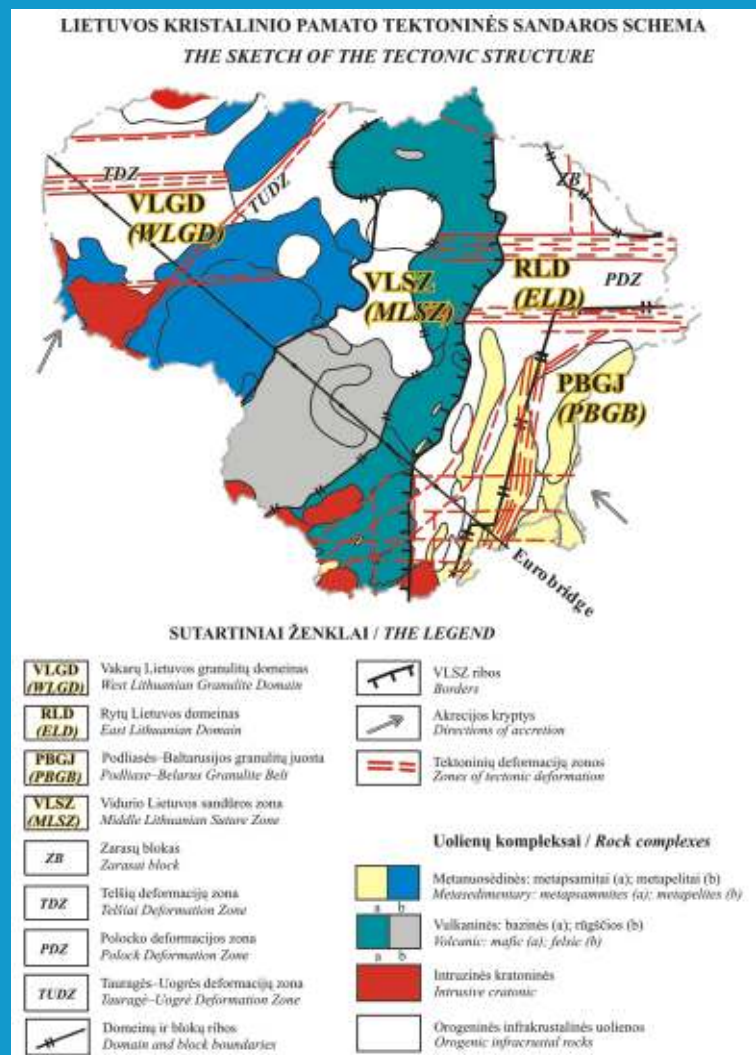 LIETUVOS KRISTALINIO PAMATO TEKTONINĖS SANDAROS SCHEMA
THE SKETCH OF THE TECTONIC STRUCTURE
TDZ
VLGD
(WLGD)
TUDZ
ZB
VLSZ
(MLSZ)
RLD
(ELD)
PDZ
PBGJ
(PBGB)
Eurobridge
SUTARTINIAI ŽENKLAI / THE LEGEND
VLGD
(WLGD)
Vakarų Lietuvos granulitų domeinas
West Lithuanian Granulite Domain
RLD
(ELD)
Rytų Lietuvos domeinas
East Lithuanian Domain
PBGJ
(PBGB)
Podliasės–Baltarusijos granulitų juosta
Podliase–Belarus Granulite Belt
VLSZ
(MLSZ)
Vidurio Lietuvos sandūros zona
Middle Lithuanian Suture Zone
ZB
Zarasų blokas
Zarasai block
TDZ
Telšių deformacijų zona
Telšiai Deformation Zone
PDZ
Polocko deformacijos zona
Polock Deformation Zone
TUDZ
Tauragės–Uogrės deformacijų zona
Tauragė–Uogrė Deformation Zone
Domeinų ir blokų ribos
Domain and block boundaries
VLSZ ribos
Borders
Akrecijos kryptys
Directions of accretion
Tektoninių deformacijų zonos
Zones of tectonic deformation
Uolienų kompleksai / Rock complexes
a b
Metanuosėdinės: metapsamitai (a); metapelitai (b)
Metasedimentary: metapsammites (a); metapelites (b)
a b
Vulkaninės: bazinės (a); rūgščios (b)
Volcanic: mafic (a); felsic (b)
Intruzinės kratoninės
Intrusive cratonic
Orogeninės infrakrustalinės uolienos
Orogenic infracrustal rocks